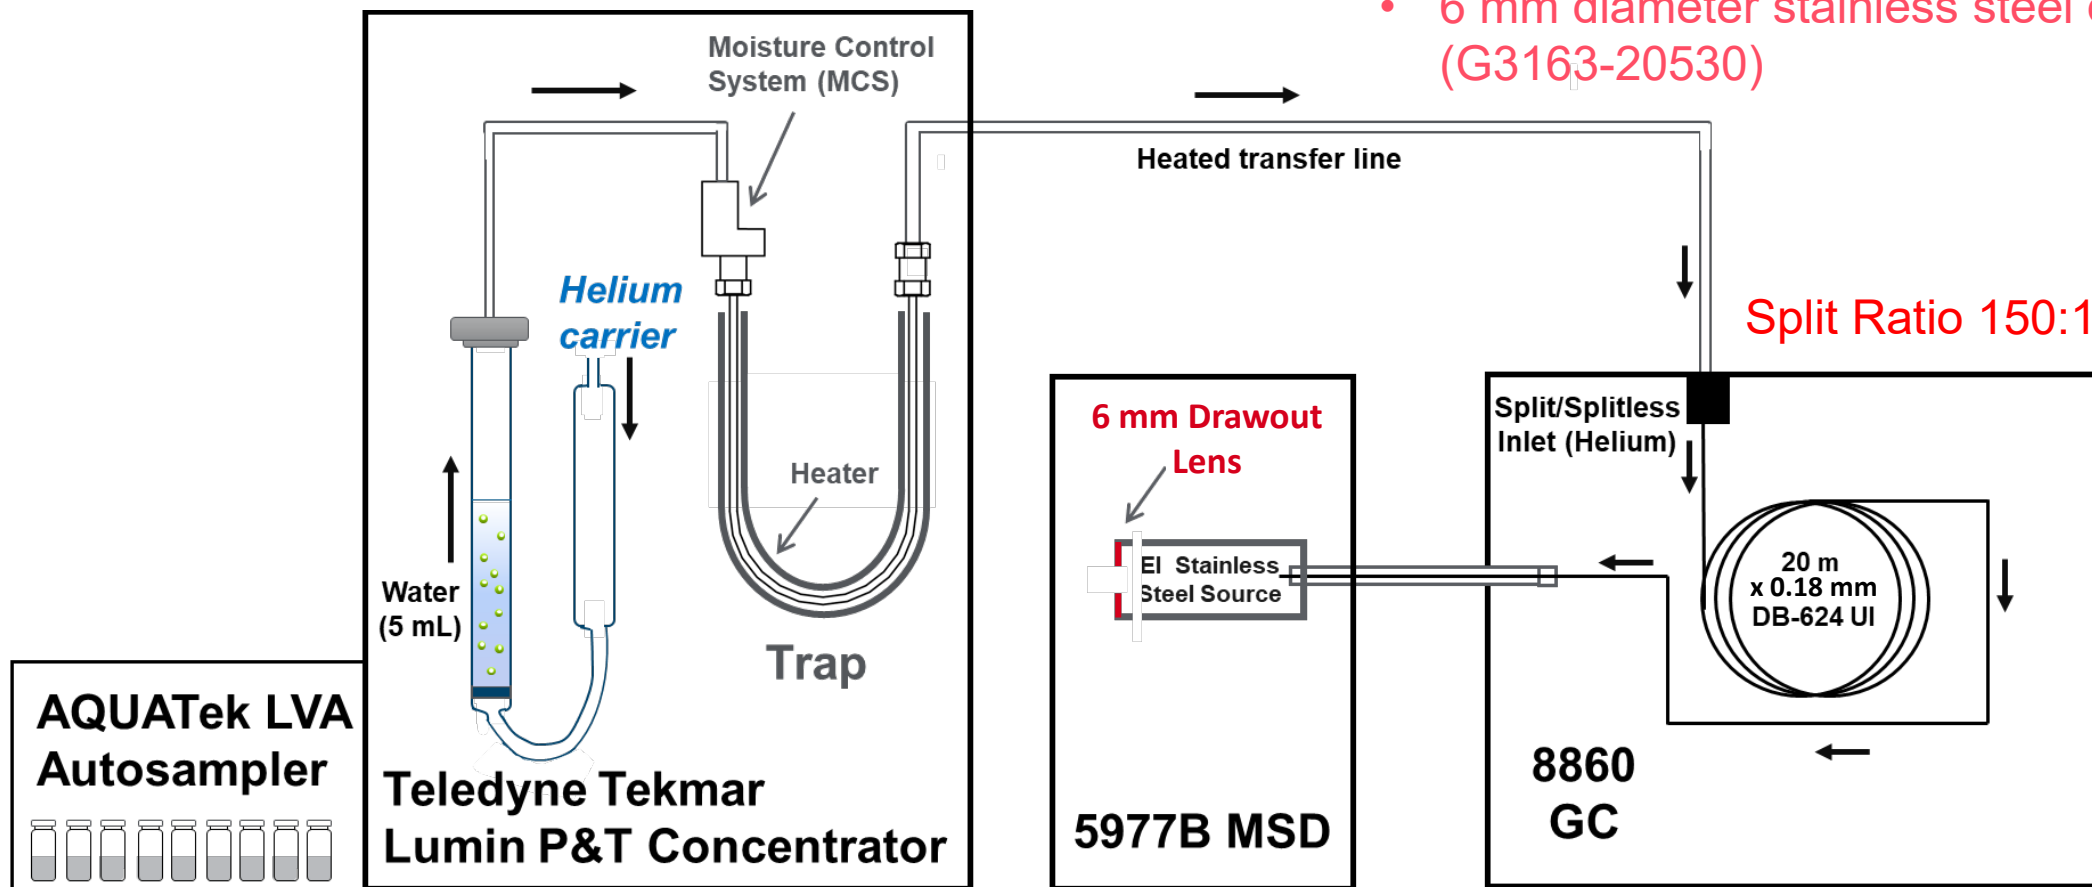 • 6 mm diameter stainless steel
(G3163-20530)
Moisture Control
System (MCS)
Heated transfer line
Helium
carrier
Split Ratio 150:1
Split/Splitless
Inlet (Helium)
6 mm Drawout
Lens
Heater
EI Stainless
Steel Source
20 m
x 0.18 mm
DB-624 UI
Water
(5 mL)
Trap
AQUATek LVA
Autosampler
Teledyne Tekmar
Lumin P&T Concentrator
5977B MSD
8860
GC